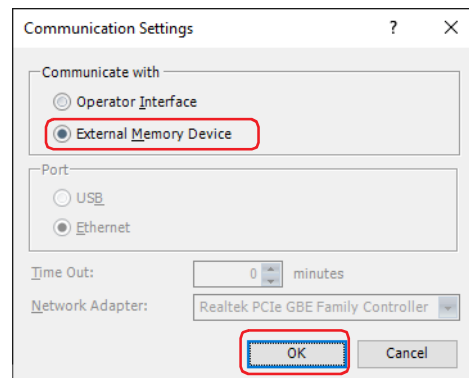 Communication Settings ? ×
Communicate with
Operator Interface
External Memory Device
Port
USB
Ethernet
Time Out: 0 minutes
Network Adapter: Realtek PCIe GBE Family Controller
OK Cancel